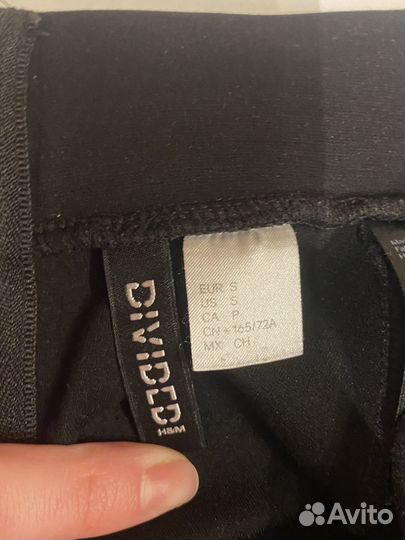 EUR S
US S
CA P
CN • 165/72A
MX CH
DIVIDED
H&M
Avito